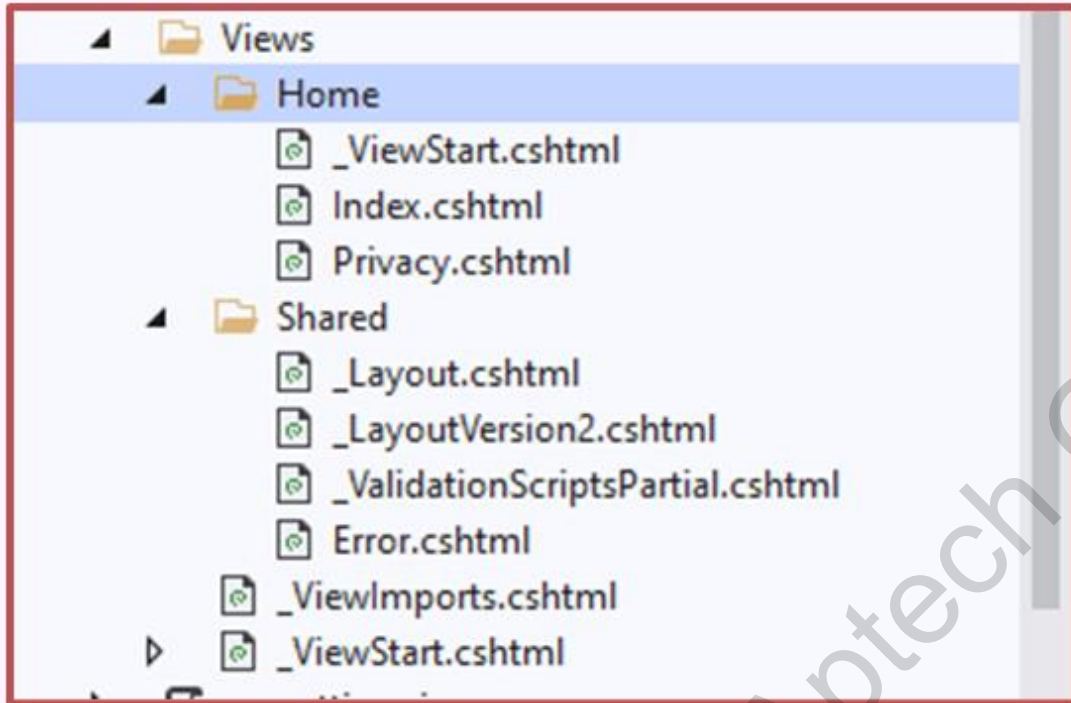 Views
Home
_ViewStart.cshtml
Index.cshtml
Privacy.cshtml
Shared
_Layout.cshtml
_LayoutVersion2.cshtml
_ValidationScriptsPartial.cshtml
Error.cshtml
_ViewImports.cshtml
_ViewStart.cshtml
Aptech